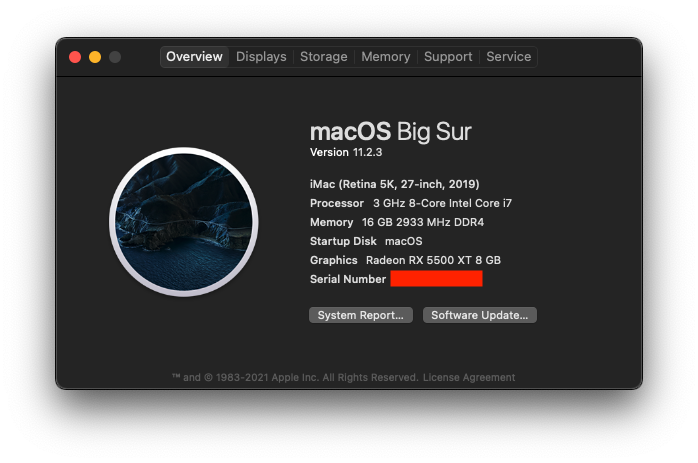 Overview Displays Storage Memory Support Service
macOS Big Sur
Version 11.2.3
iMac (Retina 5K, 27-inch, 2019)
Processor 3 GHz 8-Core Intel Core i7
Memory 16 GB 2933 MHz DDR4
Startup Disk macOS
Graphics Radeon RX 5500 XT 8 GB
Serial Number
System Report... Software Update...
™ and © 1983-2021 Apple Inc. All Rights Reserved. License Agreement